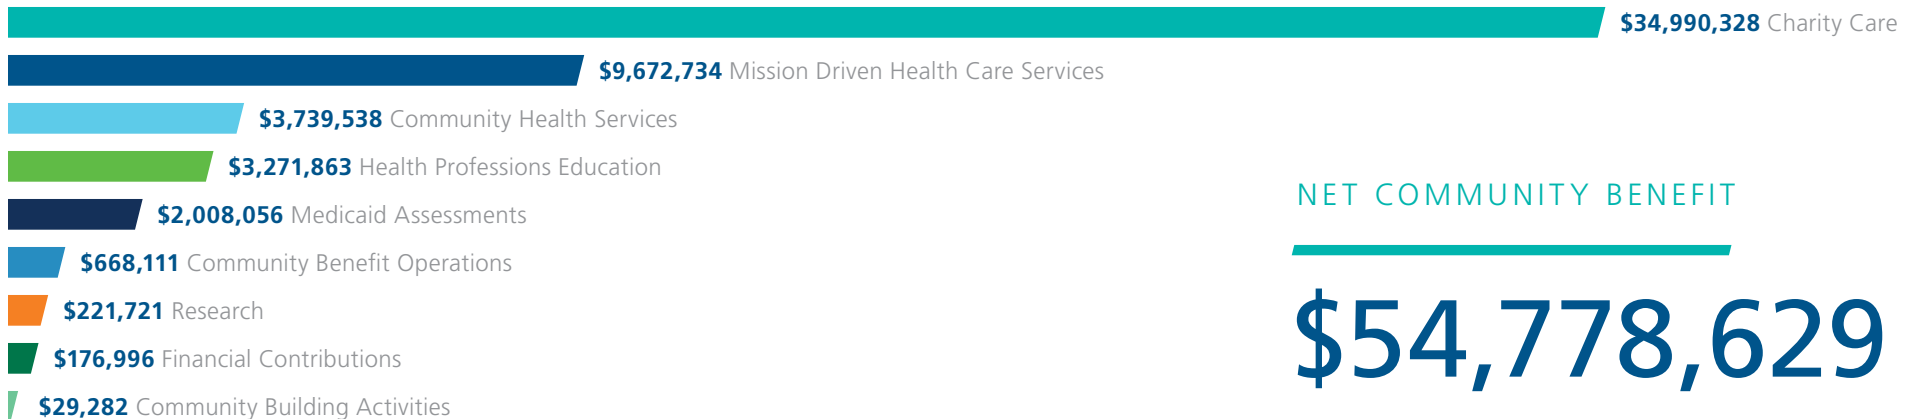 $34,990,328 Charity Care
$9,672,734 Mission Driven Health Care Services
$3,739,538 Community Health Services
$3,271,863 Health Professions Education
$2,008,056 Medicaid Assessments
$668,111 Community Benefit Operations
$221,721 Research
$176,996 Financial Contributions
$29,282 Community Building Activities
NET COMMUNITY BENEFIT
$54,778,629